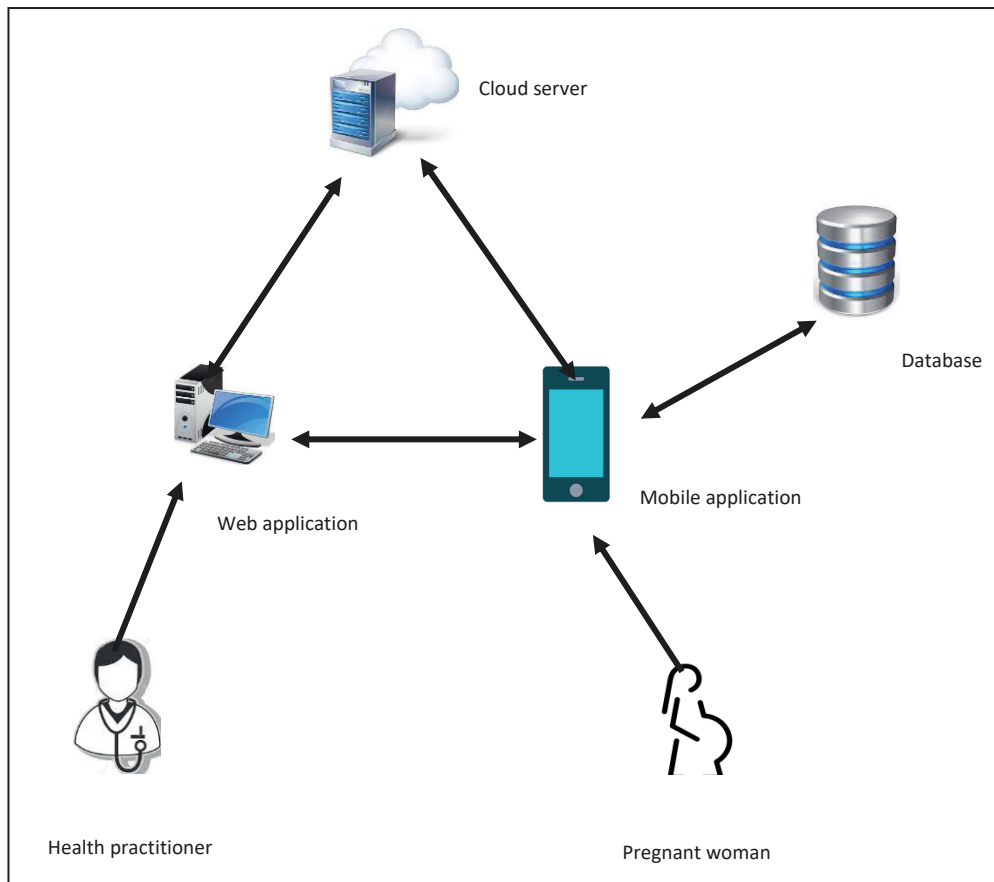 Cloud server
Database
Mobile application
Web application
Health practitioner
Pregnant woman